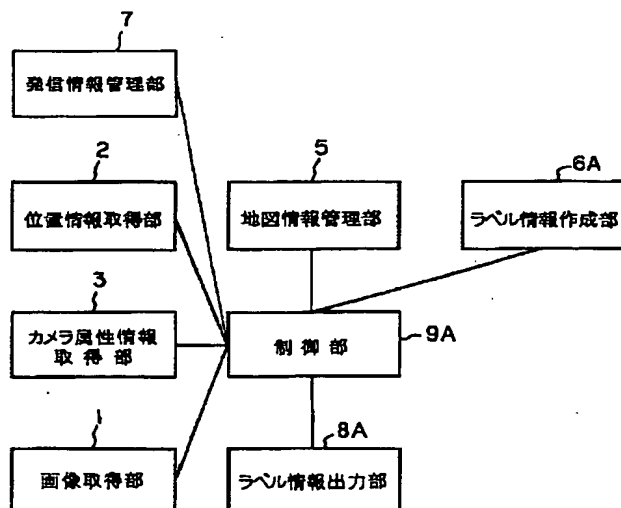 7
発信情報管理部
2
位置情報取得部
5
地図情報管理部
6A
ラベル情報作成部
3
カメラ属性情報
取得部
制御部
9A
1
画像取得部
8A
ラベル情報出力部